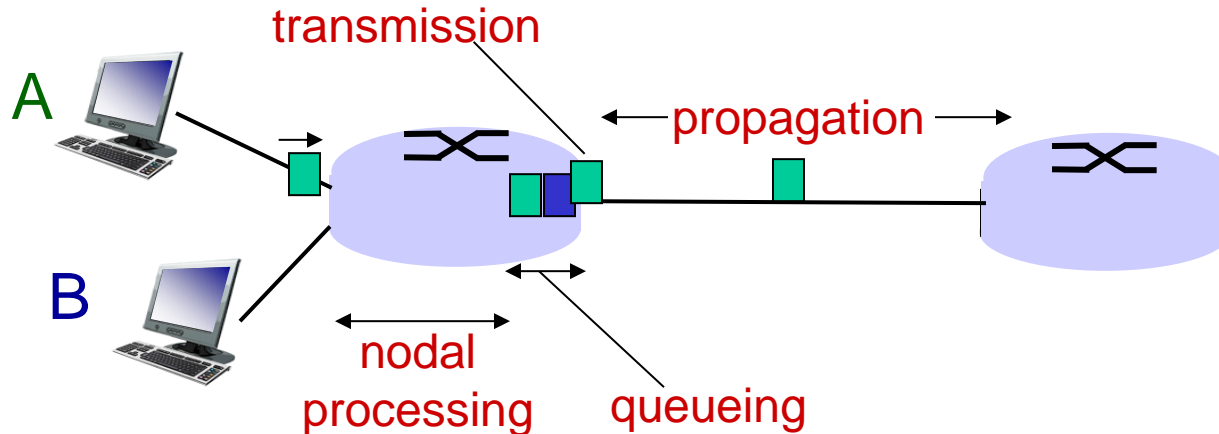 transmission
A
propagation
B
nodal
processing
queueing